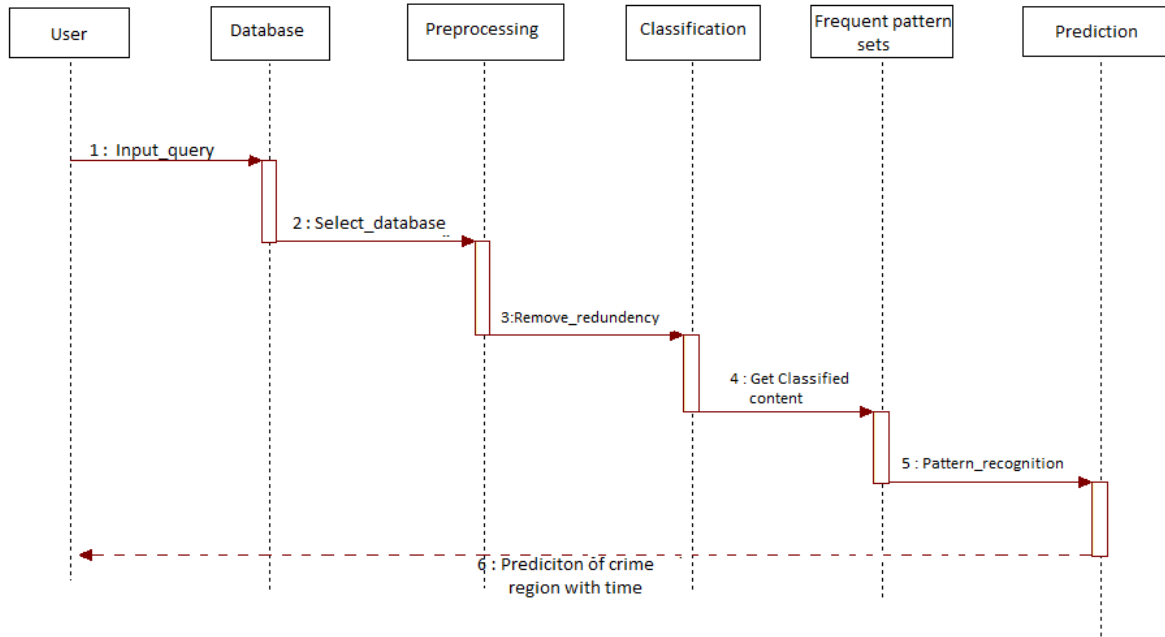 User
Database
Preprocessing
Classification
Frequent pattern
sets
Prediction
1 : Input_query
2 : Select_database
3:Remove_redundency
4 : Get Classified
content
5 : Pattern_recognition
6 : Prediciton of crime
region with time